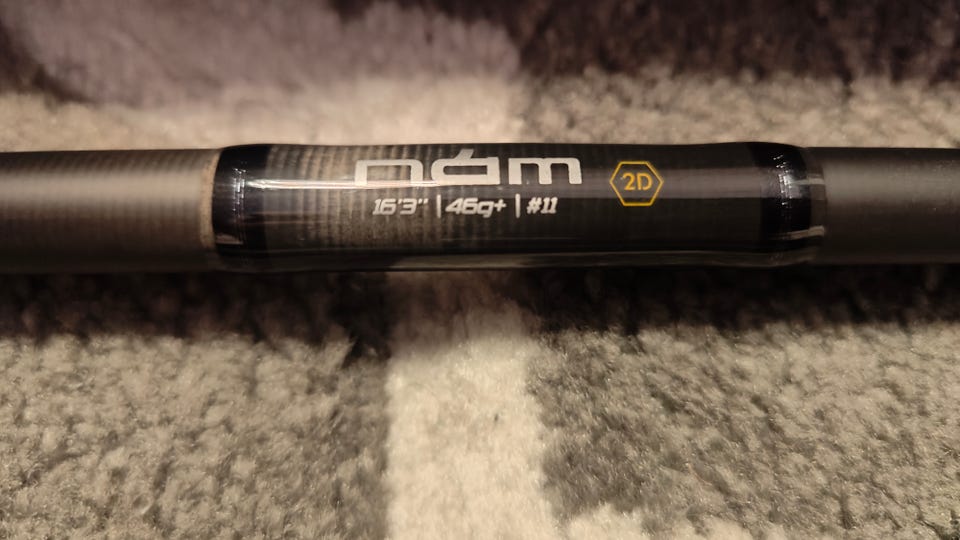 nám
16'3" | 46g+ | #11
2D